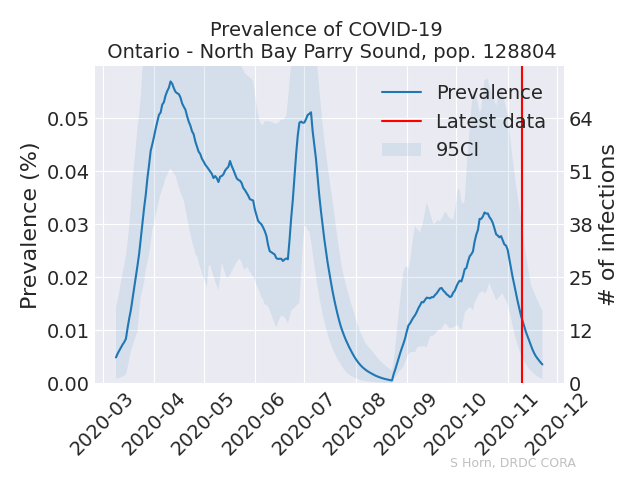 Prevalence of COVID-19
Ontario - North Bay Parry Sound, pop. 128804
Prevalence
Latest data
95CI
Prevalence (%)
0.05
0.04
0.03
0.02
0.01
0.00
64
51
38
25
12
0
# of infections
2020-03
2020-04
2020-05
2020-06
2020-07
2020-08
2020-09
2020-10
2020-11
2020-12
S Horn, DRDC CORA